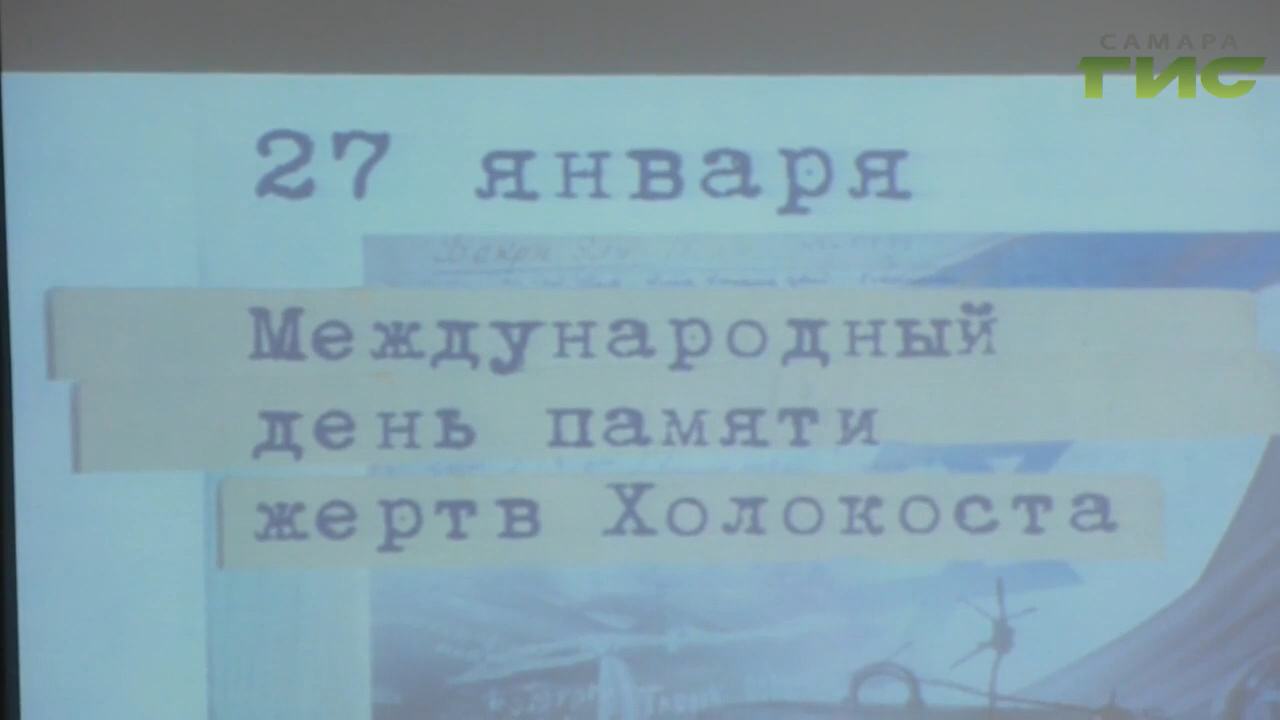 САМАРА
ГИС
27 января
Международный
день памяти
жертв Холокоста